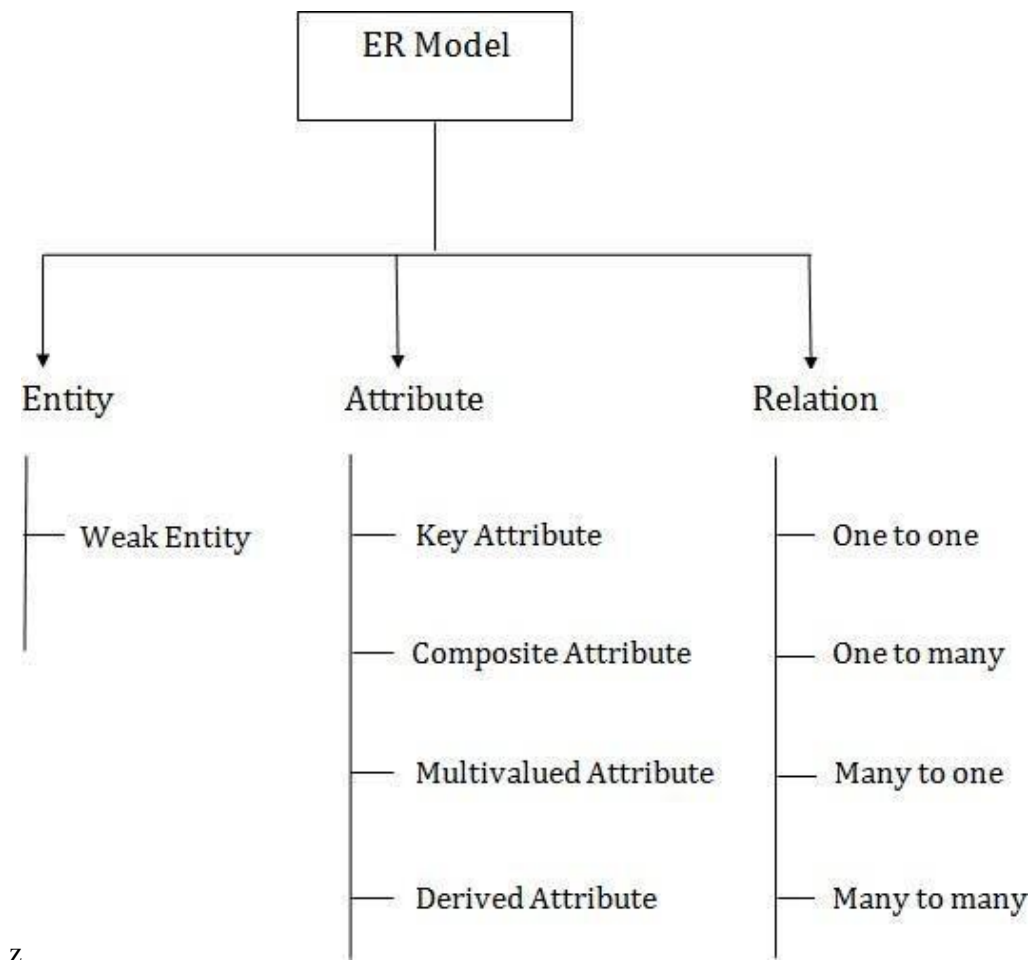 ER Model
Entity
Attribute
Relation
Weak Entity
Key Attribute
One to one
Composite Attribute
One to many
Multivalued Attribute
Many to one
Derived Attribute
Many to many
z